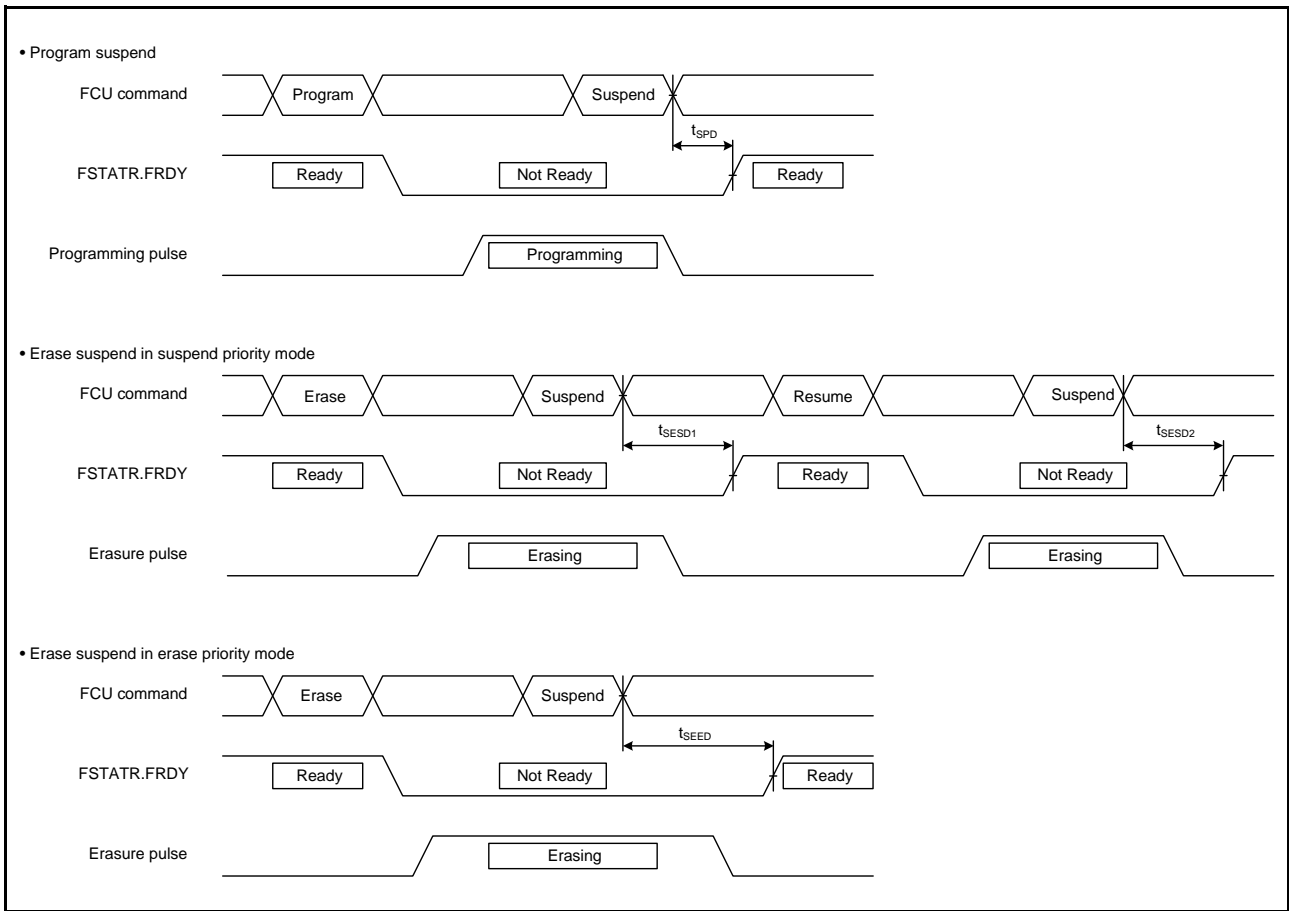 • Program suspend
FCU command Program Suspend
tSPD
FSTATR.FRDY Ready Not Ready Ready
Programming pulse Programming
• Erase suspend in suspend priority mode
FCU command Erase Suspend Resume Suspend
tSESD1 tSESD2
FSTATR.FRDY Ready Not Ready Ready Not Ready
Erasure pulse Erasing Erasing
• Erase suspend in erase priority mode
FCU command Erase Suspend
tSEED
FSTATR.FRDY Ready Not Ready Ready
Erasure pulse Erasing